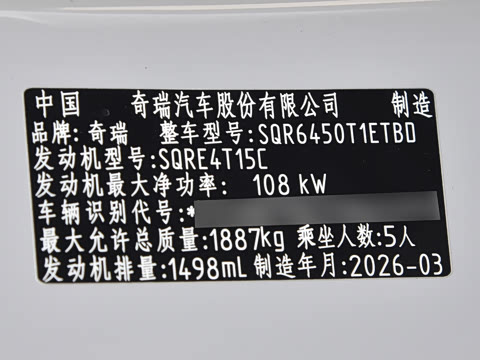 中国 奇瑞汽车股份有限公司 制造
品牌: 奇瑞 整车型号:SQR6450T1ETBD
发动机型号:SQRE4T15C
发动机最大净功率: 108 kW
车辆识别代号:*
最大允许总质量:1887kg 乘坐人数:5人
发动机排量:1498mL 制造年月:2026-03